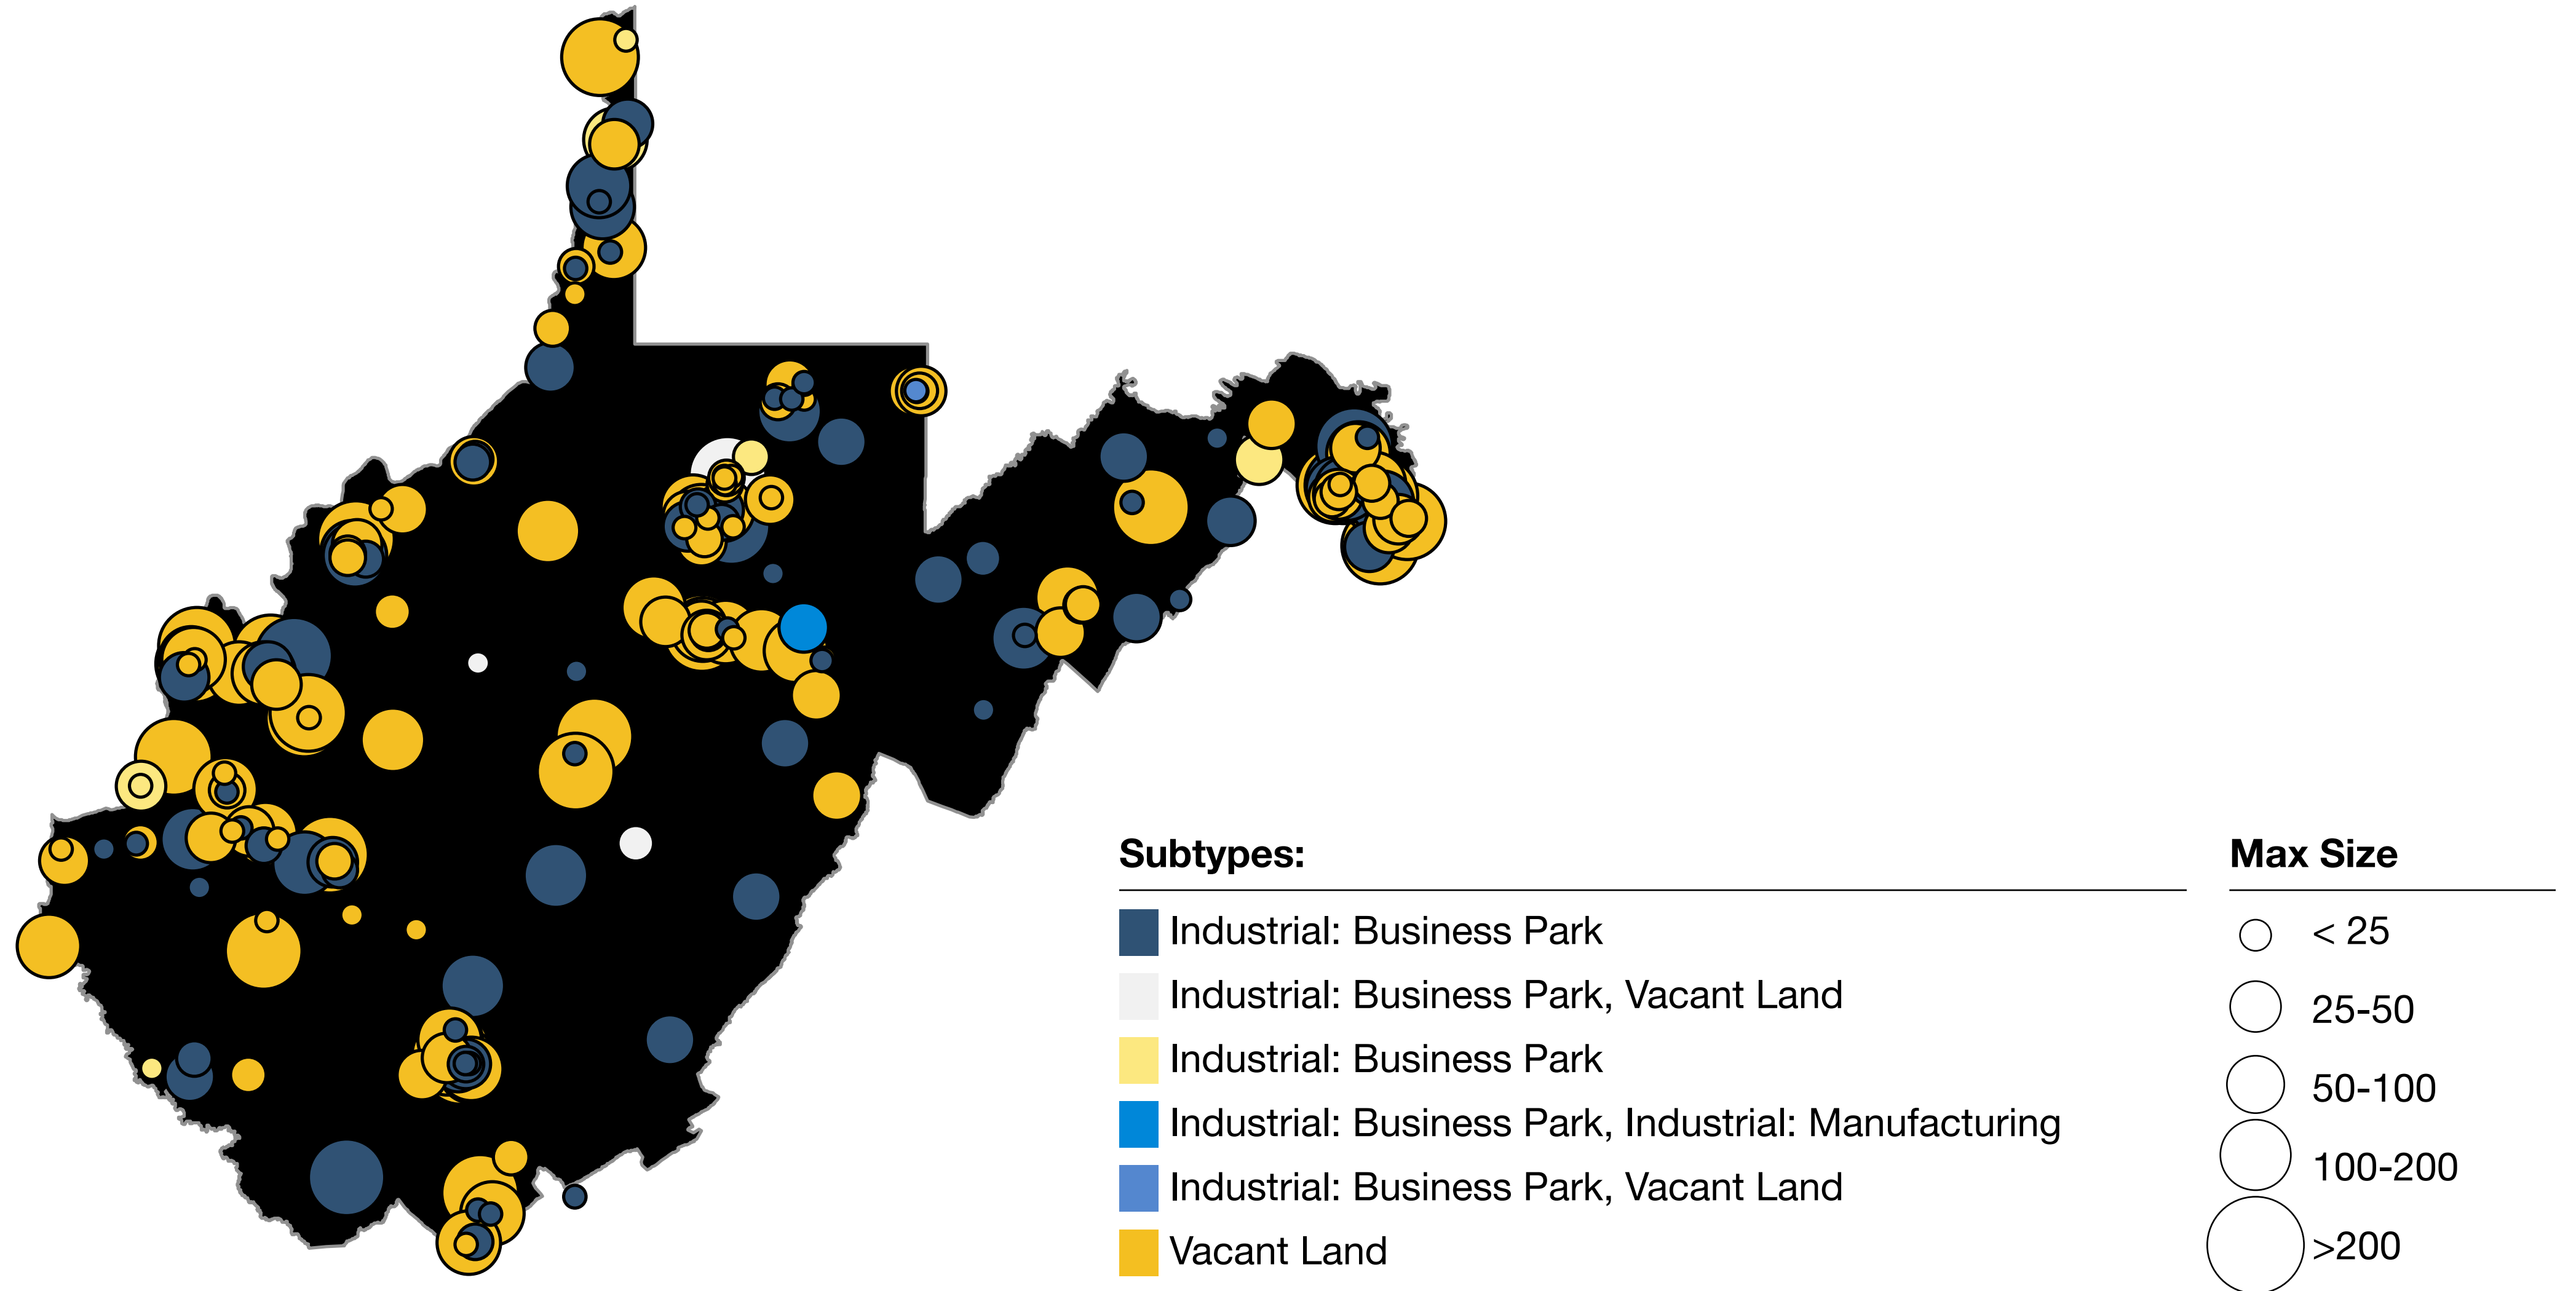 Subtypes:
Industrial: Business Park
Industrial: Business Park, Vacant Land
Industrial: Business Park
Industrial: Business Park, Industrial: Manufacturing
Industrial: Business Park, Vacant Land
Vacant Land
Max Size
< 25
25-50
50-100
100-200
>200